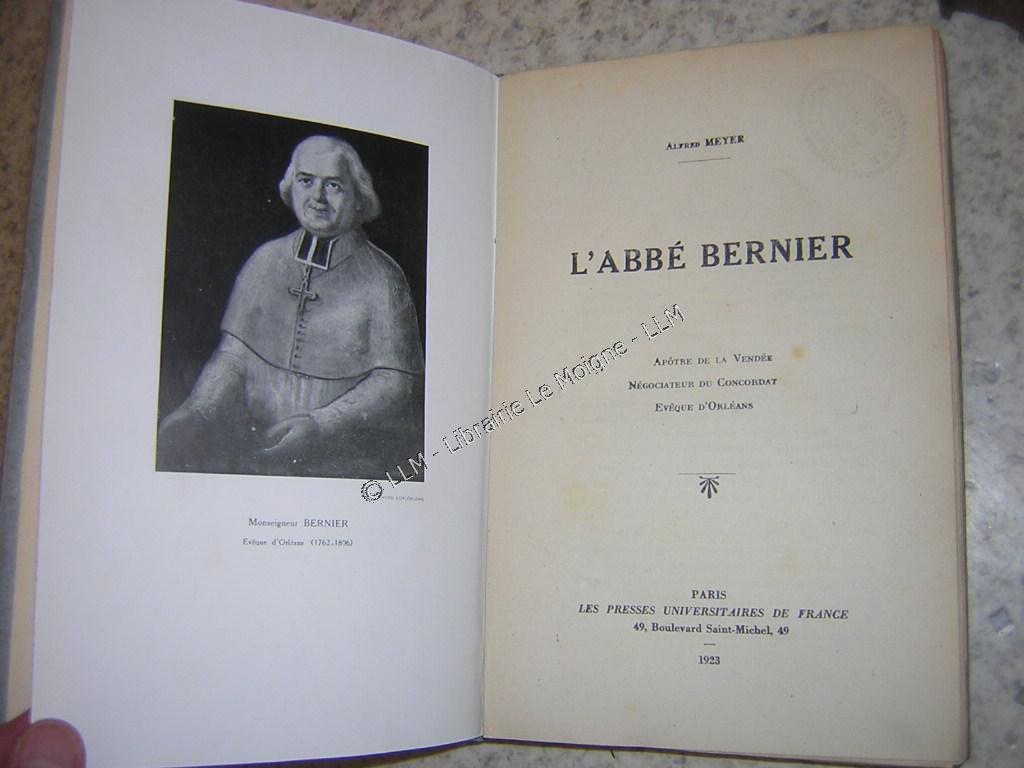 Monseigneur BERNIER
Evêque d'Orléans (1762-1806)
Alfred MEYER
L'ABBÉ BERNIER
Apôtre de la Vendée
Négociateur du Concordat
Evêque d'Orléans
PARIS
LES PRESSES UNIVERSITAIRES DE FRANCE
49, Boulevard Saint-Michel, 49
1923
© LLM - Librairie Le Moigne - LLM